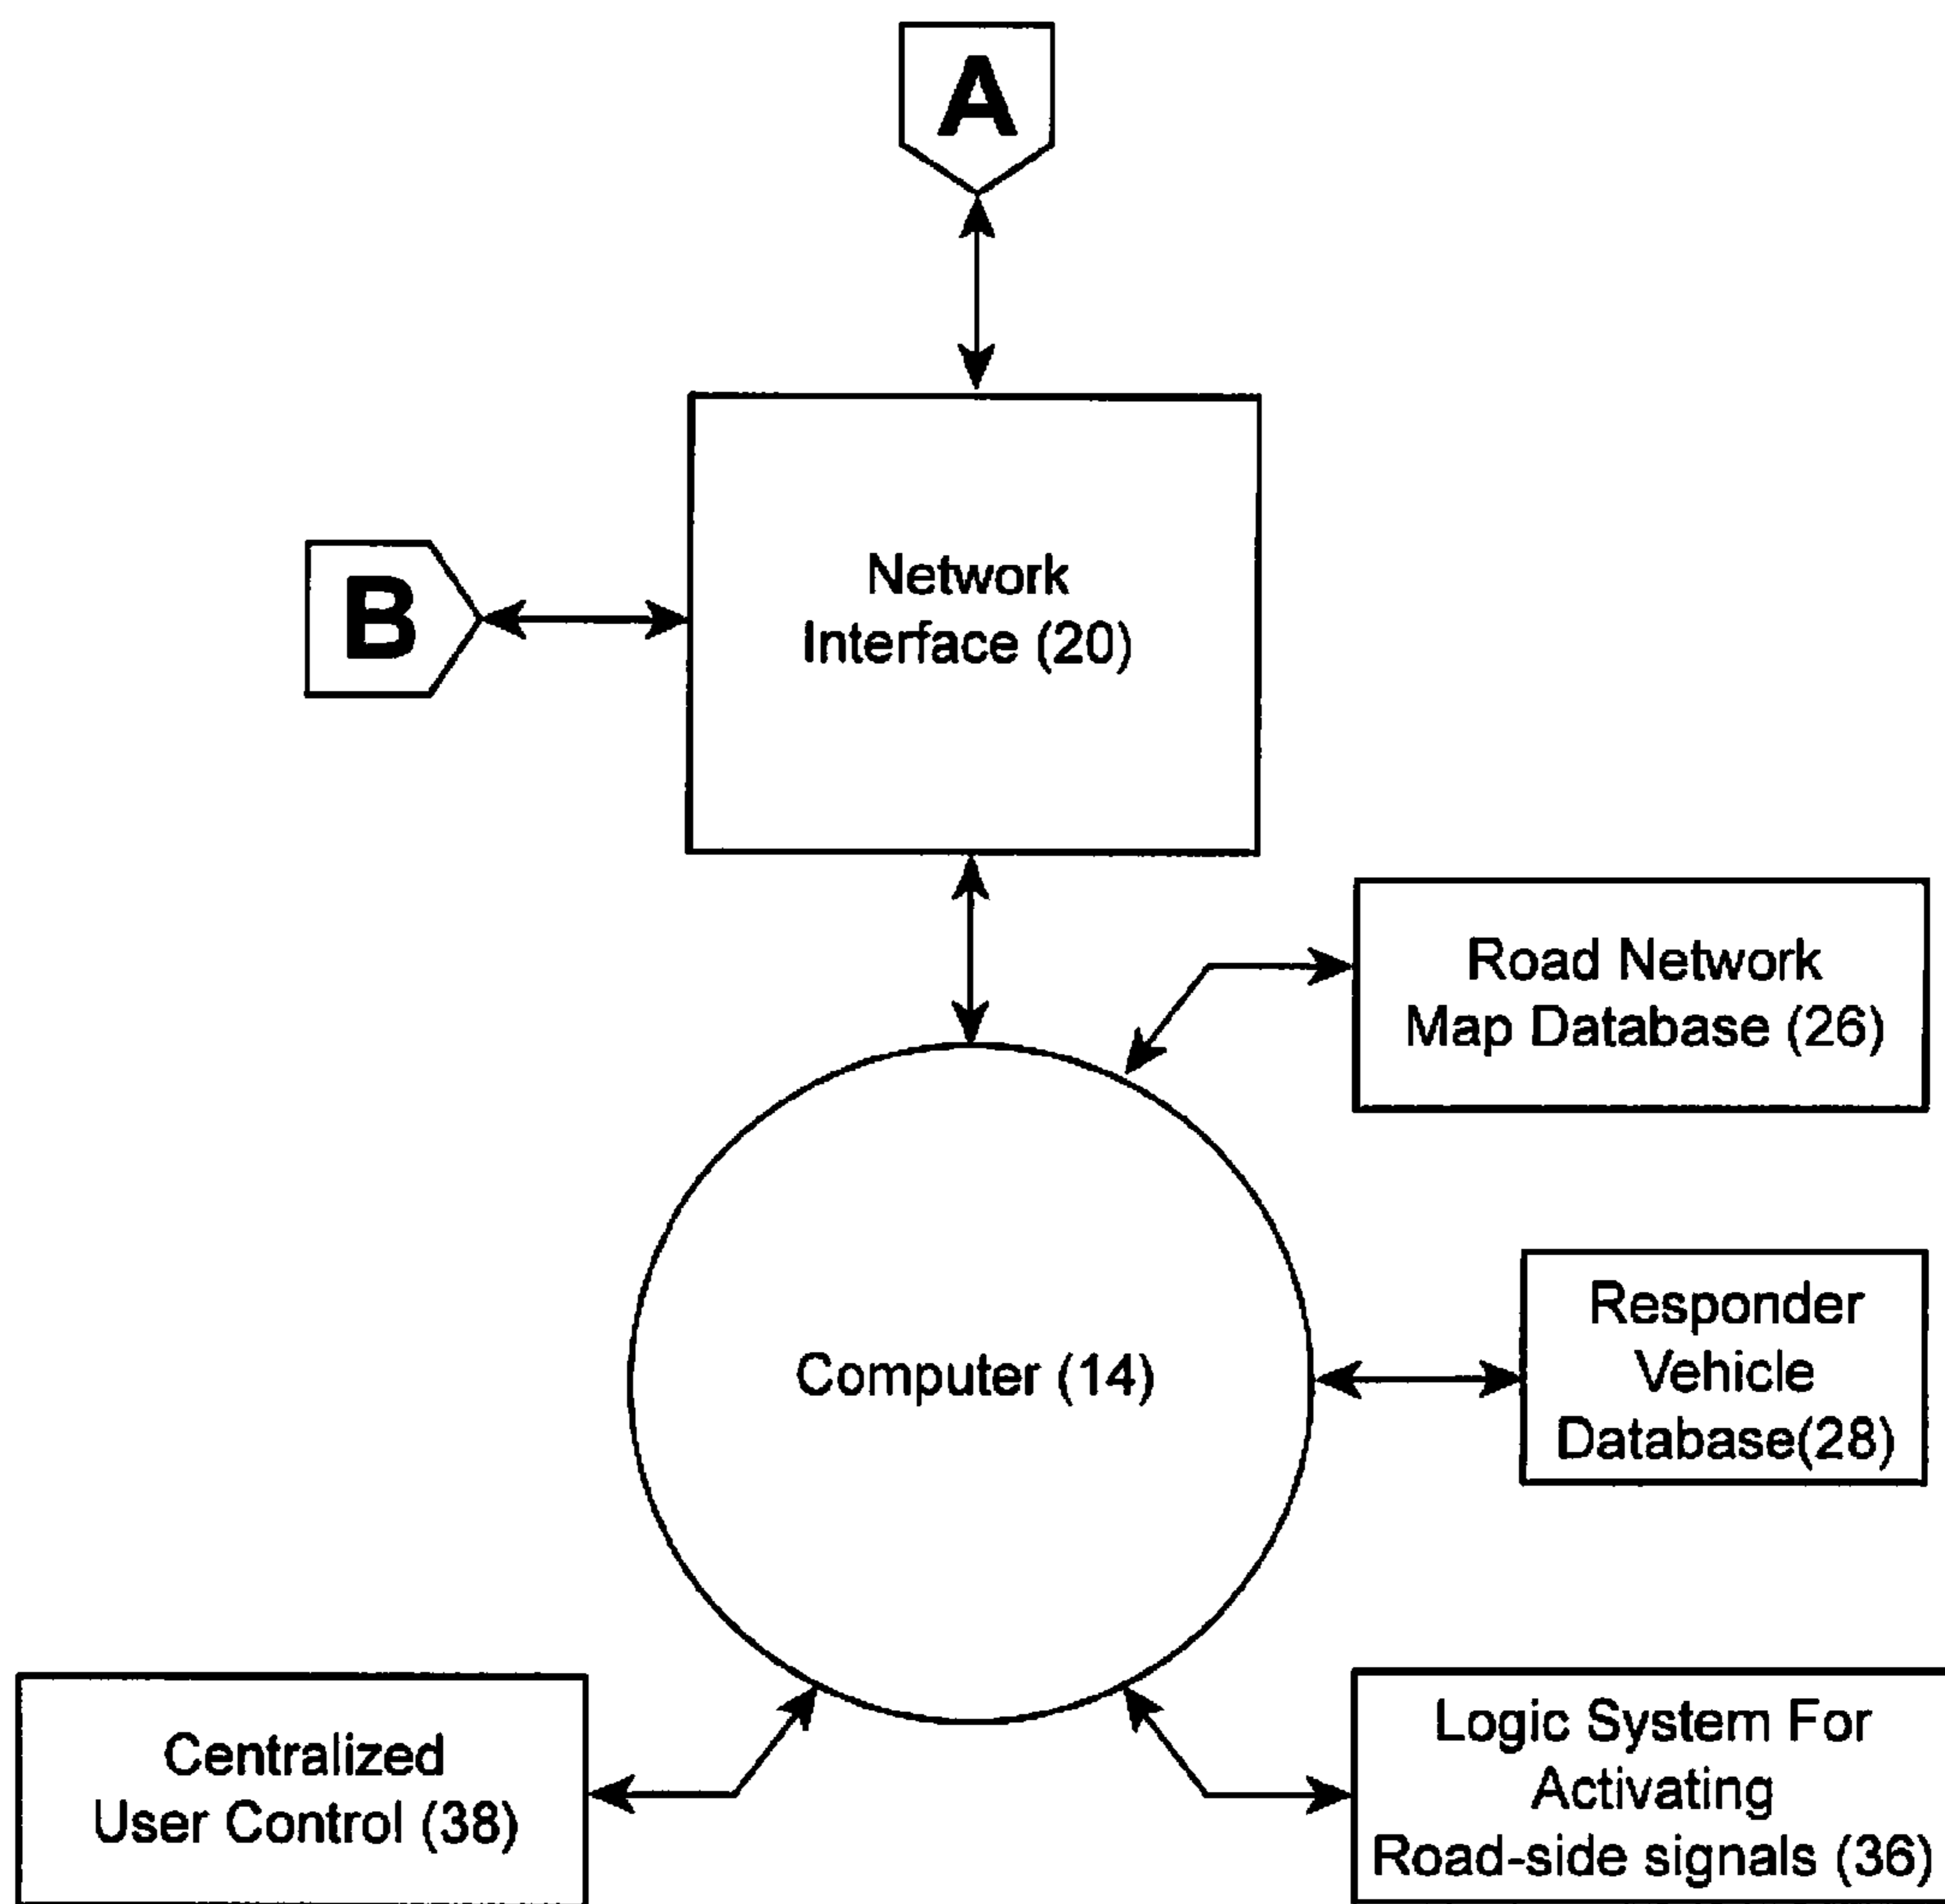 A
B
Network
Interface (20)
Road Network
Map Database (26)
Computer (14)
Responder
Vehicle
Database(28)
Centralized
User Control (38)
Logic System For
Activating
Road-side signals (36)